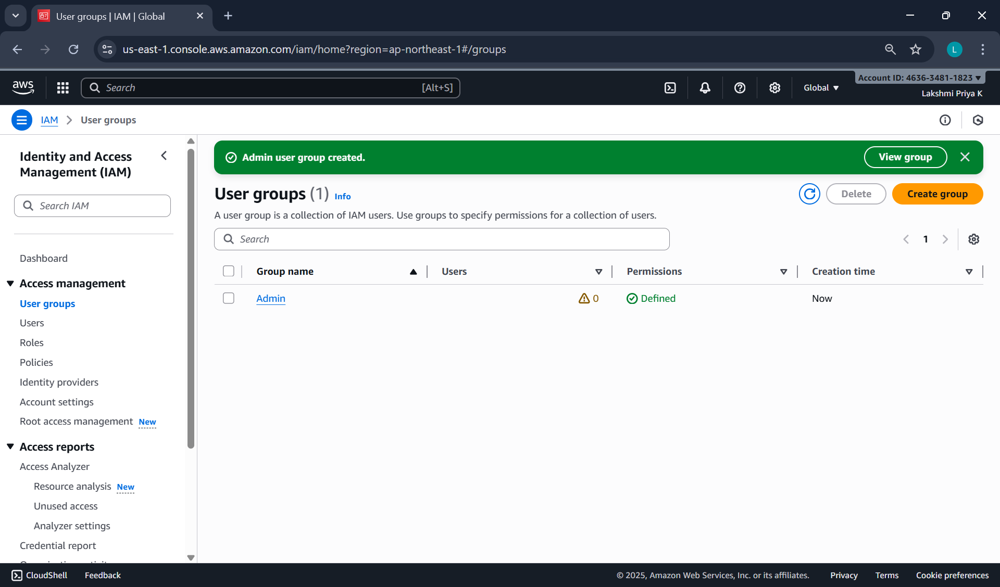 User groups | IAM | Global
us-east-1.console.aws.amazon.com/iam/home?region=ap-northeast-1#/groups
L
aws
Search
[Alt+S]
Global
Account ID: 4636-3481-1823
Lakshmi Priya K
IAM
User groups
Identity and Access
Management (IAM)
Search IAM
Dashboard
Access management
User groups
Users
Roles
Policies
Identity providers
Account settings
Root access management New
Access reports
Access Analyzer
Resource analysis New
Unused access
Analyzer settings
Credential report
Admin user group created.
View group
User groups (1) Info
Delete
Create group
A user group is a collection of IAM users. Use groups to specify permissions for a collection of users.
Search
1
Group name
Users
Permissions
Creation time
Admin
0
Defined
Now
CloudShell
Feedback
© 2025, Amazon Web Services, Inc. or its affiliates.
Privacy
Terms
Cookie preferences